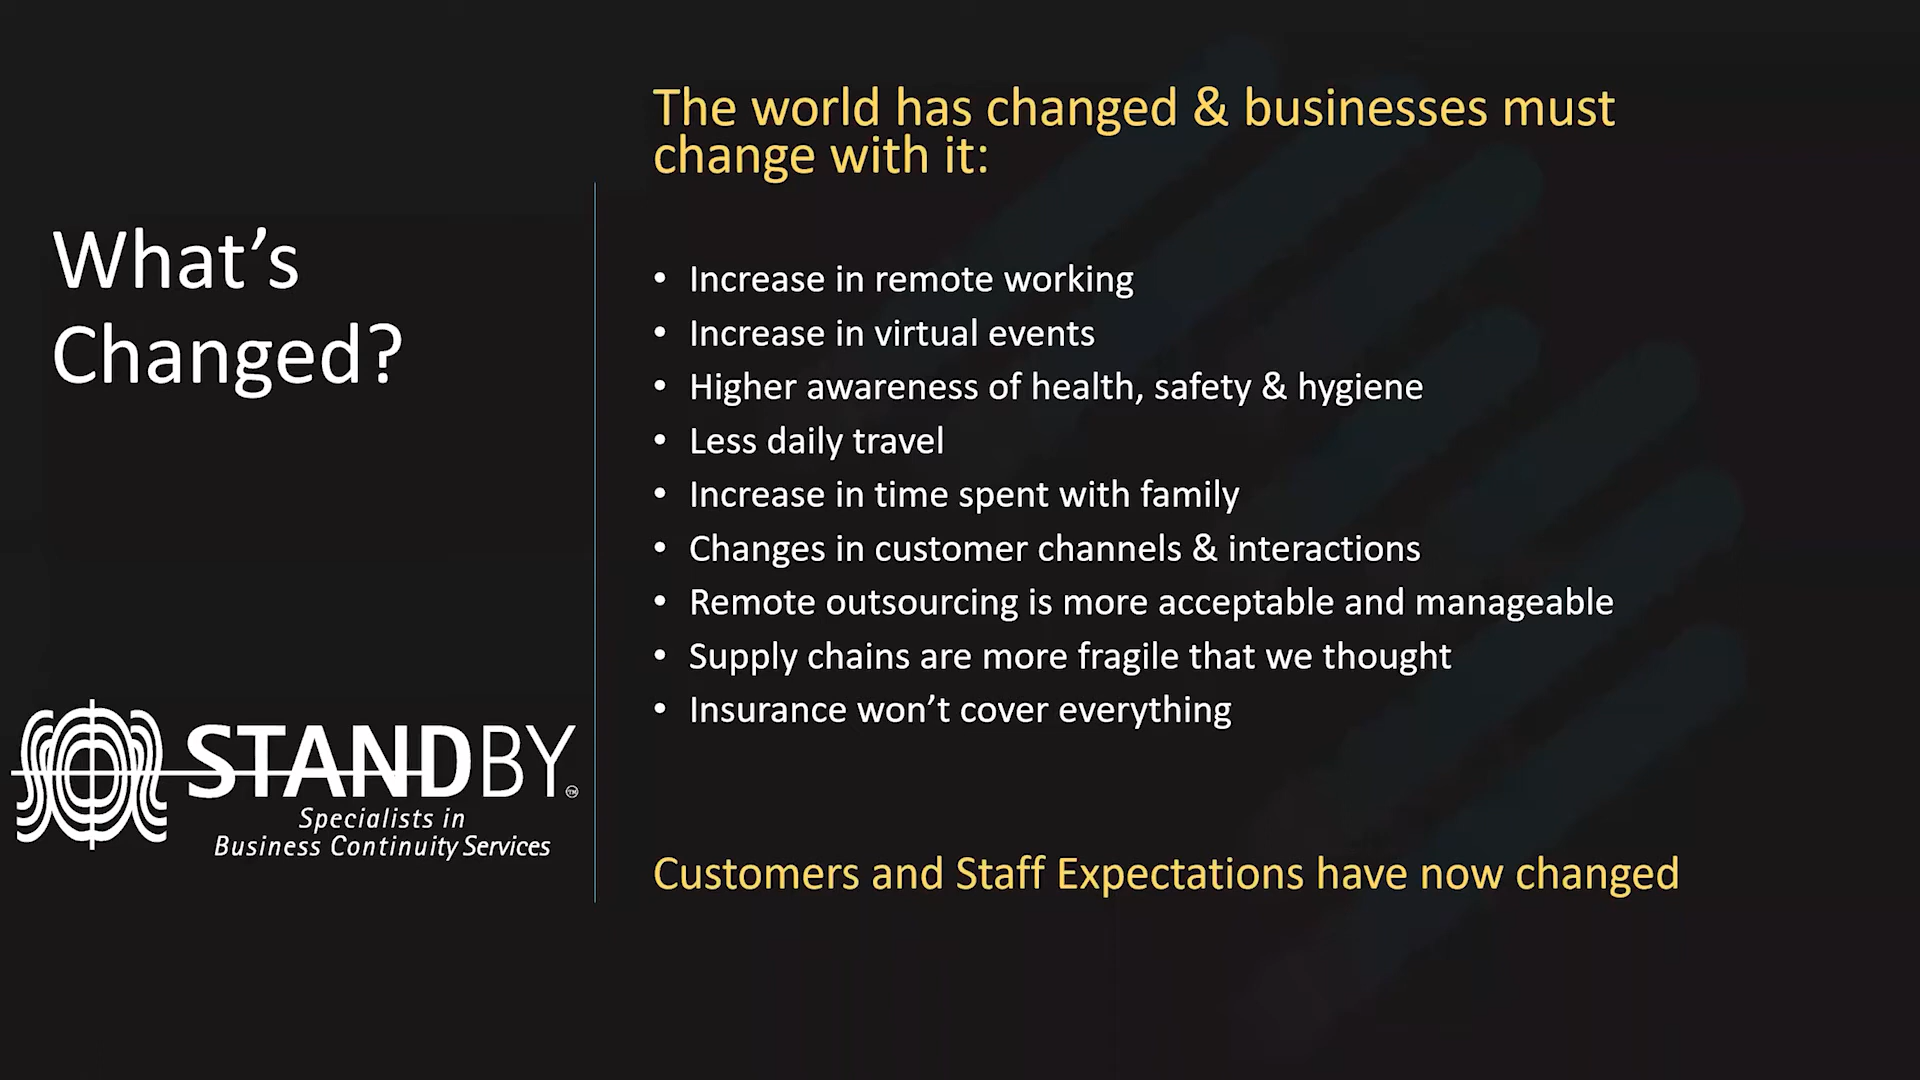 What's
Changed?
STANDBY™
Specialists in
Business Continuity Services
The world has changed & businesses must
change with it:
• Increase in remote working
• Increase in virtual events
• Higher awareness of health, safety & hygiene
• Less daily travel
• Increase in time spent with family
• Changes in customer channels & interactions
• Remote outsourcing is more acceptable and manageable
• Supply chains are more fragile that we thought
• Insurance won't cover everything
Customers and Staff Expectations have now changed